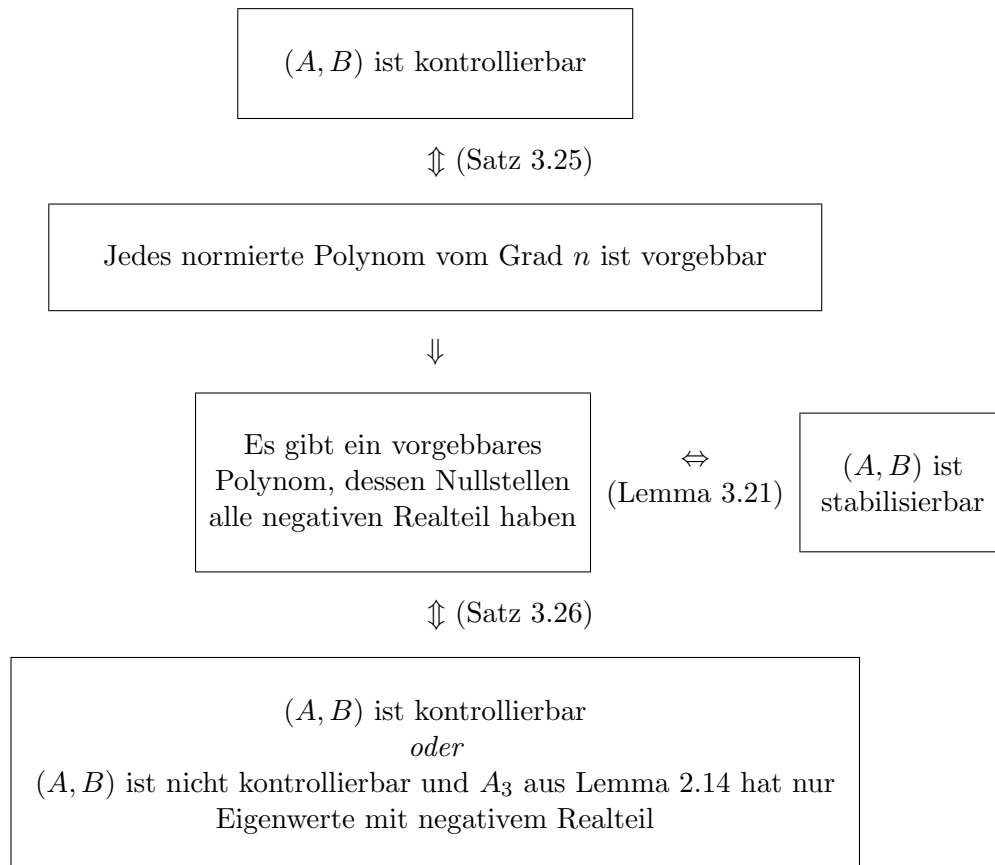 (A, B) ist kontrollierbar
⇕ (Satz 3.25)
Jedes normierte Polynom vom Grad n ist vorgebbar
⇓
Es gibt ein vorgebbares
Polynom, dessen Nullstellen
alle negativen Realteil haben
⇔
(Lemma 3.21)
(A, B) ist
stabilisierbar
⇕ (Satz 3.26)
(A, B) ist kontrollierbar
oder
(A, B) ist nicht kontrollierbar und A₃ aus Lemma 2.14 hat nur
Eigenwerte mit negativem Realteil